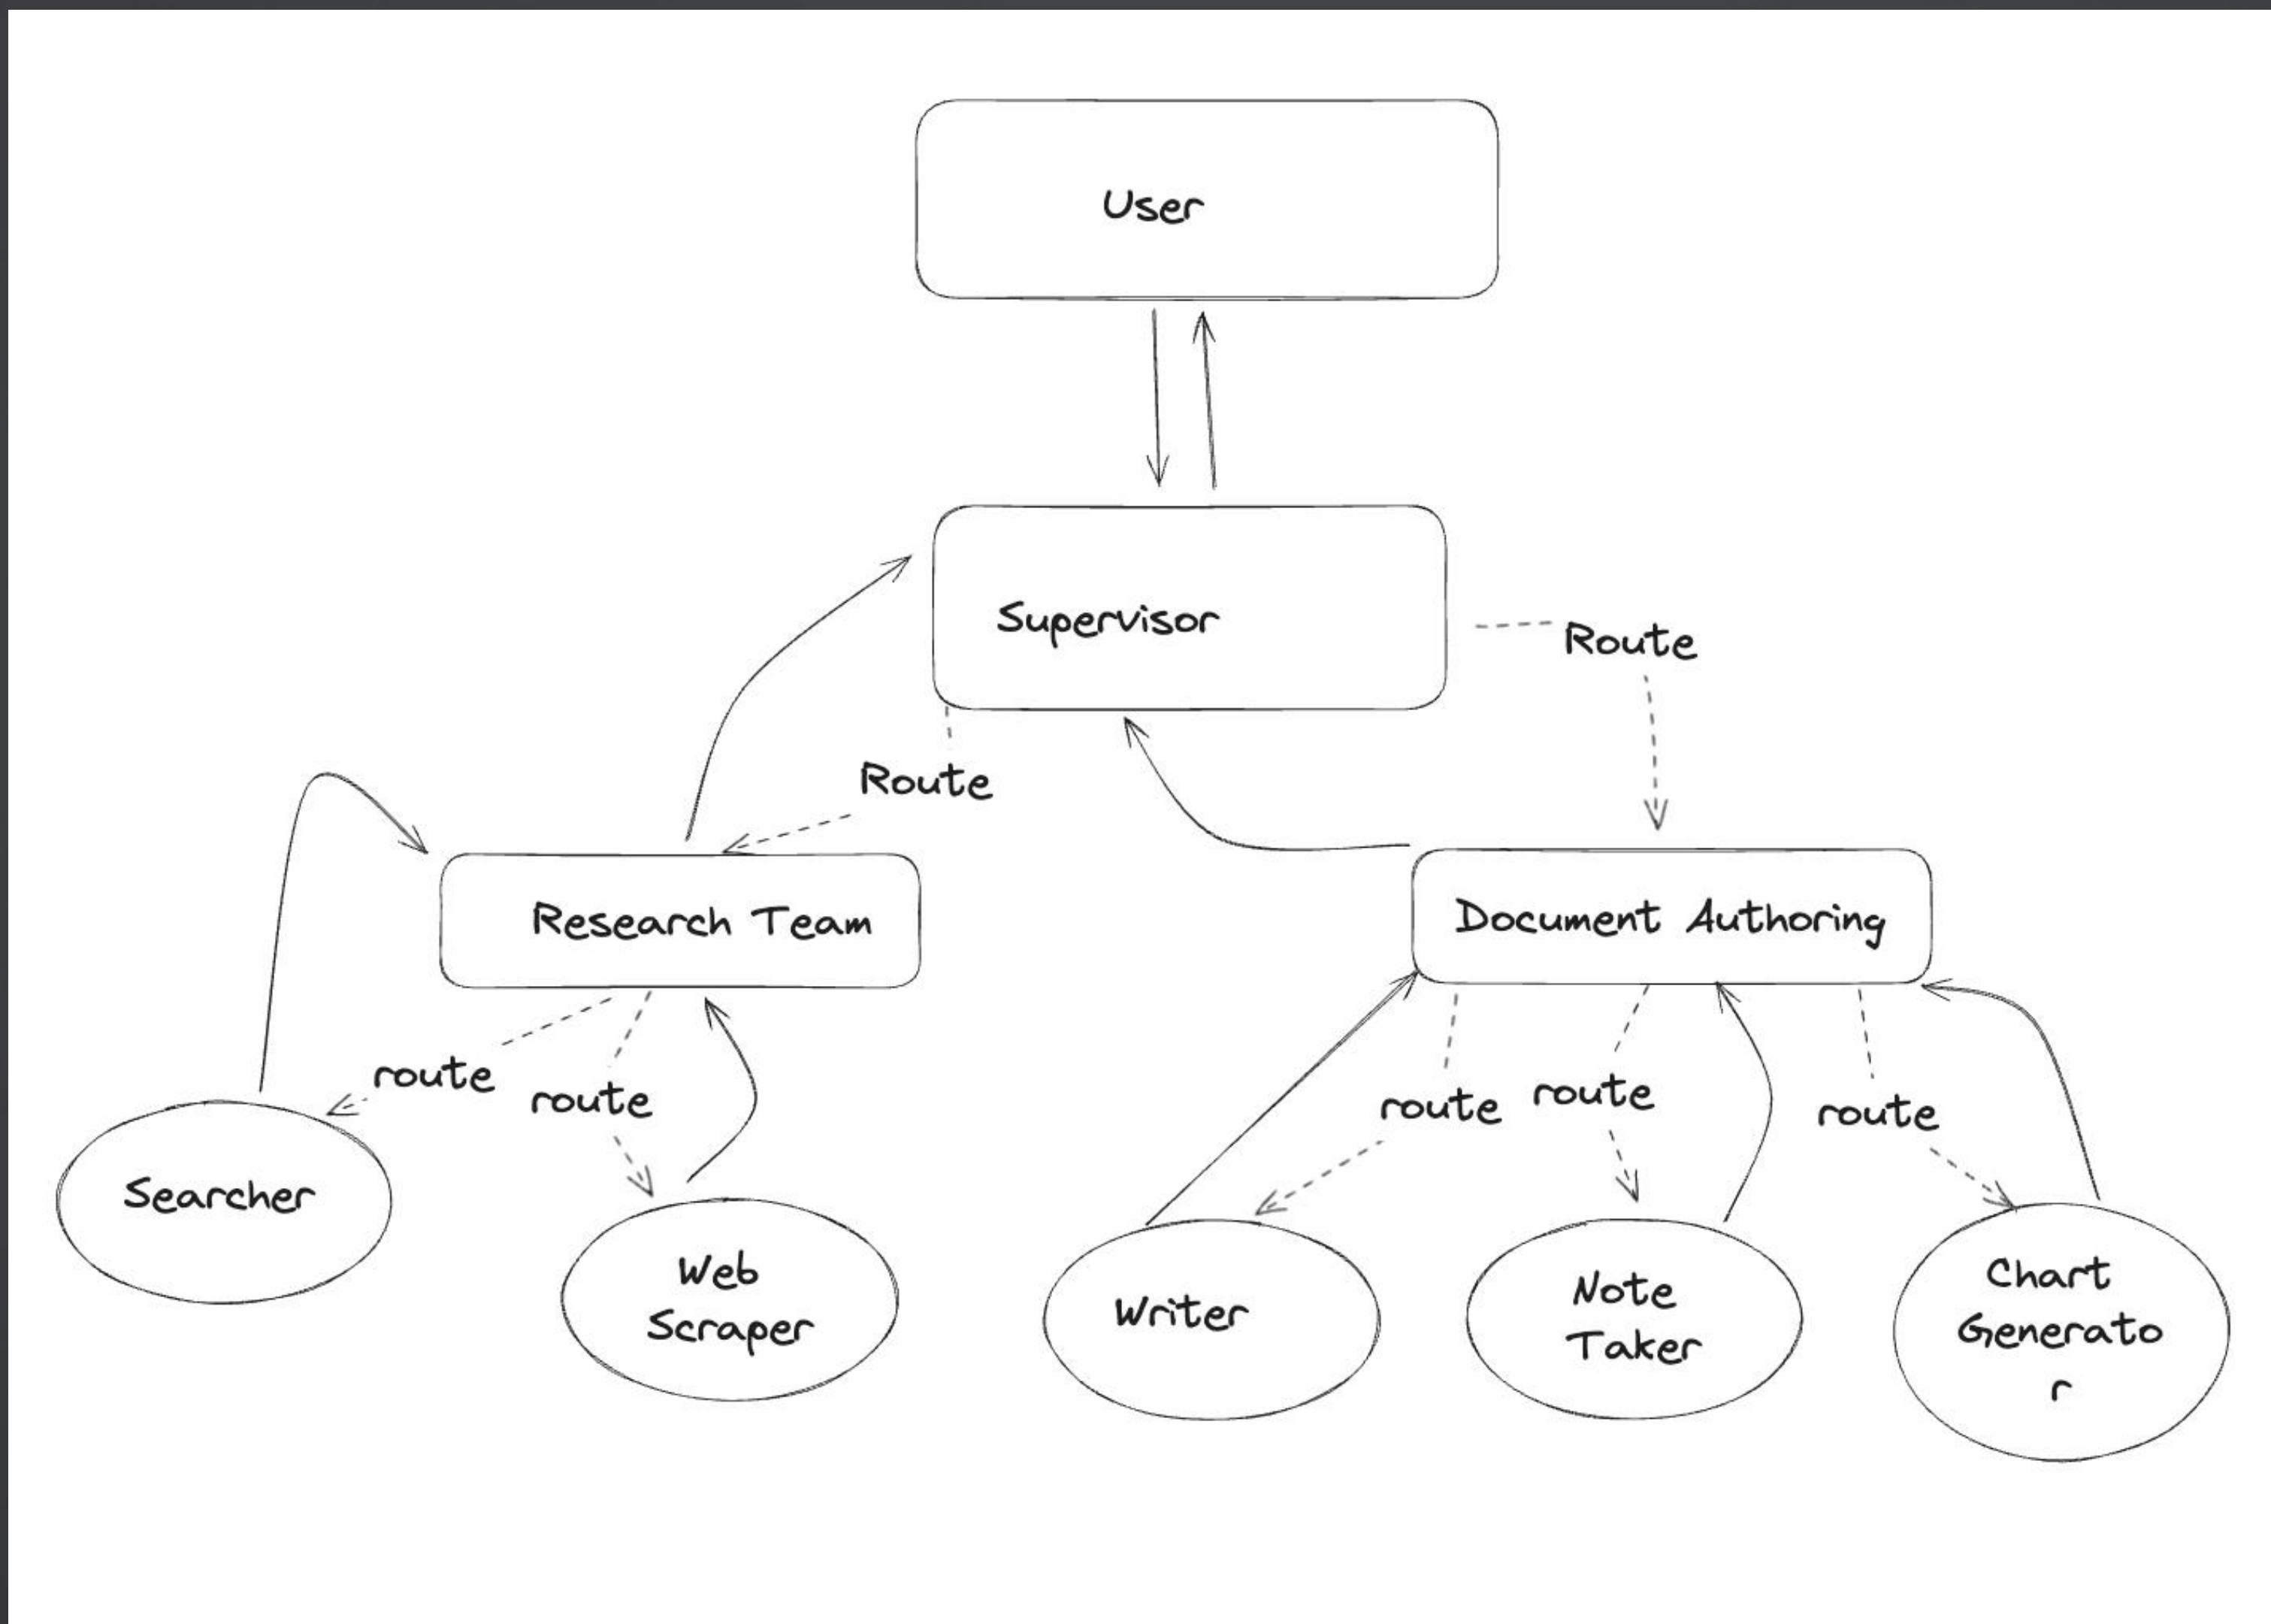 User
Supervisor
Route
Route
Research Team
Document Authoring
route
route
route
route
route
Searcher
Web
Scraper
Writer
Note
Taker
Chart
Generato
r